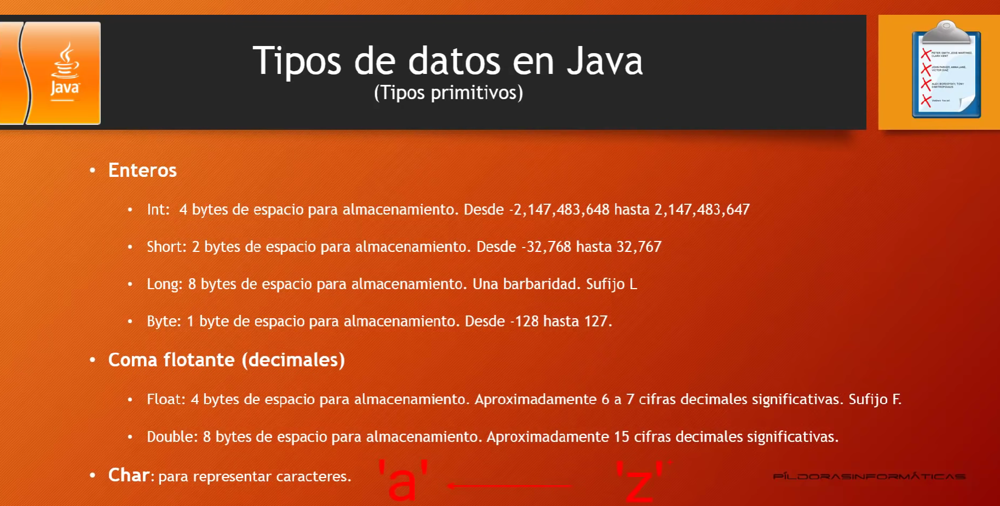 Tipos de datos en Java
(Tipos primitivos)
Java
PETER SMITH JOSE MARTINEZ,
CLARK KENT
JOHN PARKER, ANNA LANE,
VICTOR DIAZ
ALEX BORDOVSKY, TONY
DIMITROPOULUS
• Enteros
• Int: 4 bytes de espacio para almacenamiento. Desde -2,147,483,648 hasta 2,147,483,647
• Short: 2 bytes de espacio para almacenamiento. Desde -32,768 hasta 32,767
• Long: 8 bytes de espacio para almacenamiento. Una barbaridad. Sufijo L
• Byte: 1 byte de espacio para almacenamiento. Desde -128 hasta 127.
• Coma flotante (decimales)
• Float: 4 bytes de espacio para almacenamiento. Aproximadamente 6 a 7 cifras decimales significativas. Sufijo F.
• Double: 8 bytes de espacio para almacenamiento. Aproximadamente 15 cifras decimales significativas.
• Char: para representar caracteres. 'a' 'z'
PÍLDORASINFORMÁTICAS